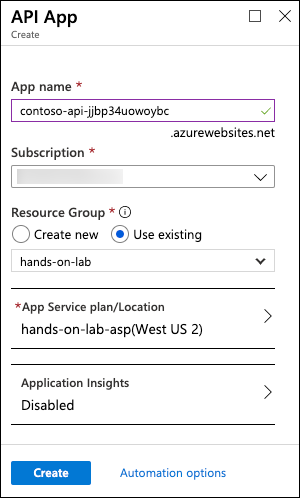 API App
Create
App name *
contoso-api-jjbp34uowoybc
.azurewebsites.net
Subscription *
Resource Group *
Create new
Use existing
hands-on-lab
*App Service plan/Location
hands-on-lab-asp(West US 2)
Application Insights
Disabled
Create
Automation options